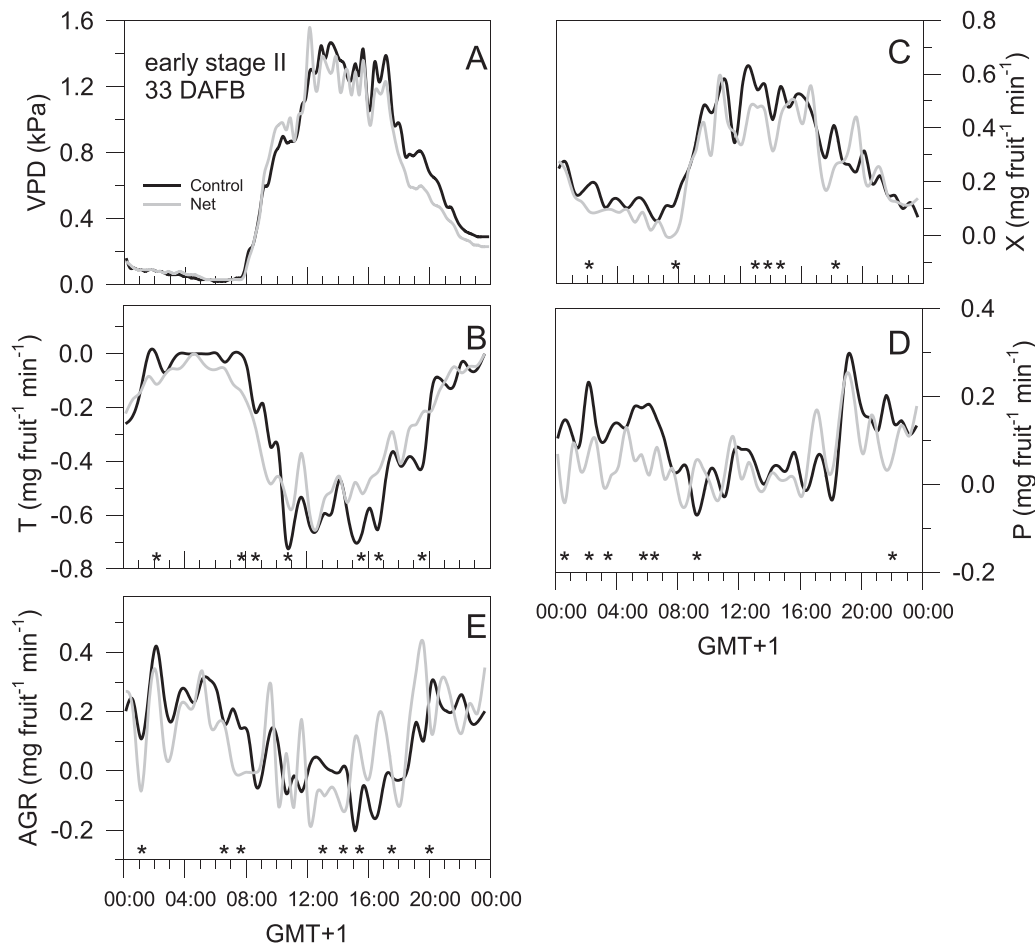 A
early stage II
33 DAFB
Control
Net
VPD (kPa)
1.6
1.2
0.8
0.4
0.0
C
X (mg fruit⁻¹ min⁻¹)
0.8
0.6
0.4
0.2
0.0
* * * * * *
B
T (mg fruit⁻¹ min⁻¹)
0.0
-0.2
-0.4
-0.6
-0.8
* * * * * * *
D
P (mg fruit⁻¹ min⁻¹)
0.4
0.2
0.0
-0.2
* * * * * * *
00:00 04:00 08:00 12:00 16:00 20:00 00:00
GMT+1
E
AGR (mg fruit⁻¹ min⁻¹)
0.4
0.2
0.0
-0.2
* * * * * * * *
00:00 04:00 08:00 12:00 16:00 20:00 00:00
GMT+1